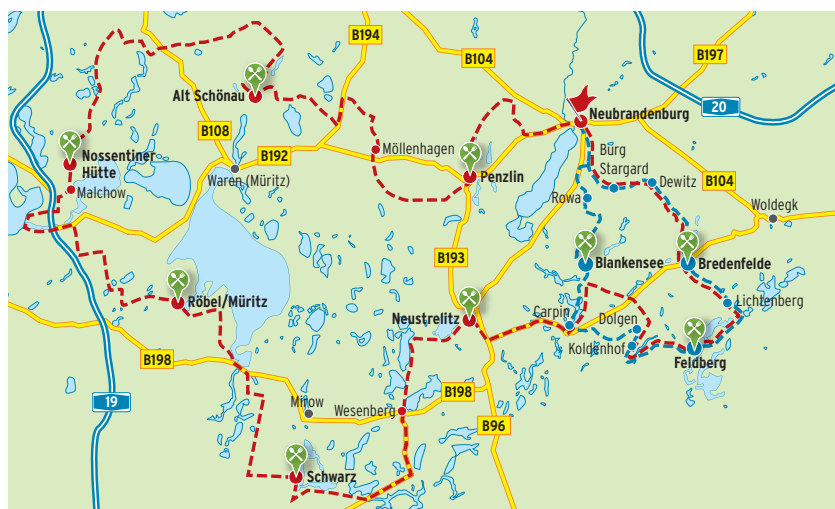 B194
B104
B197
Alt Schönau
20
Neubrandenburg
B108
Möllenhagen
Burg
Stargard
Nossentiner
Hütte
B192
Penzlin
Dewitz
B104
Waren (Müritz)
Malchow
Rowa
Woldegk
B193
Blankensee
Bredenfelde
Röbel/Müritz
Lichtenberg
Neustrelitz
Carpin
Dolgen
Koldenhof
B198
Feldberg
19
Mirow
B198
Wesenberg
B96
Schwarz